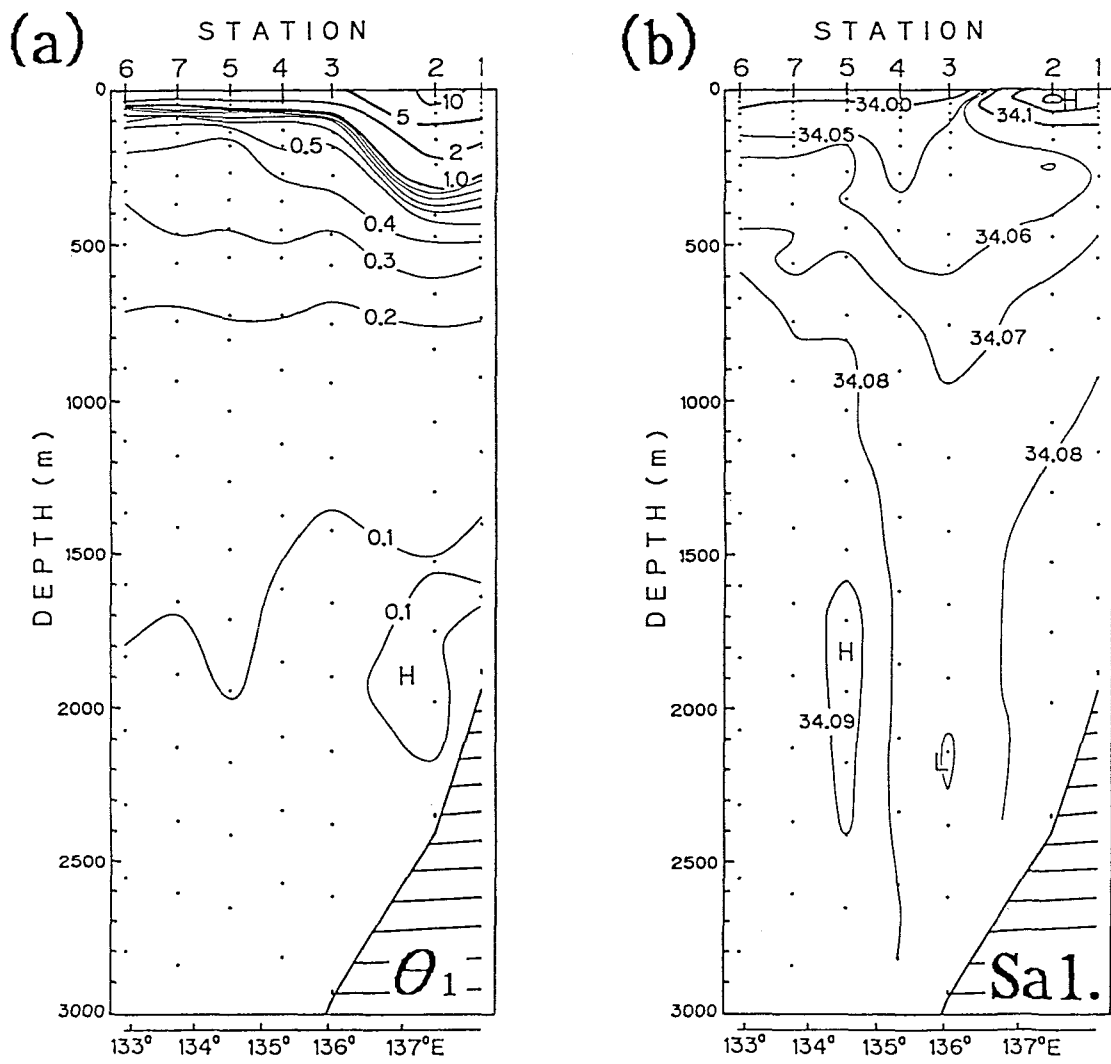 (a)
STATION
6 7 5 4 3 2 1
0
500
1000
1500
2000
2500
3000
DEPTH (m)
10
5
2
1.0
0.5
0.4
0.3
0.2
0.1
0.1
H
θ1
133° 134° 135° 136° 137°E
(b)
STATION
6 7 5 4 3 2 1
0
500
1000
1500
2000
2500
3000
DEPTH (m)
34.00
H
34.1
34.05
34.06
34.07
34.08
34.08
H
34.09
L
Sal.
133° 134° 135° 136° 137°E